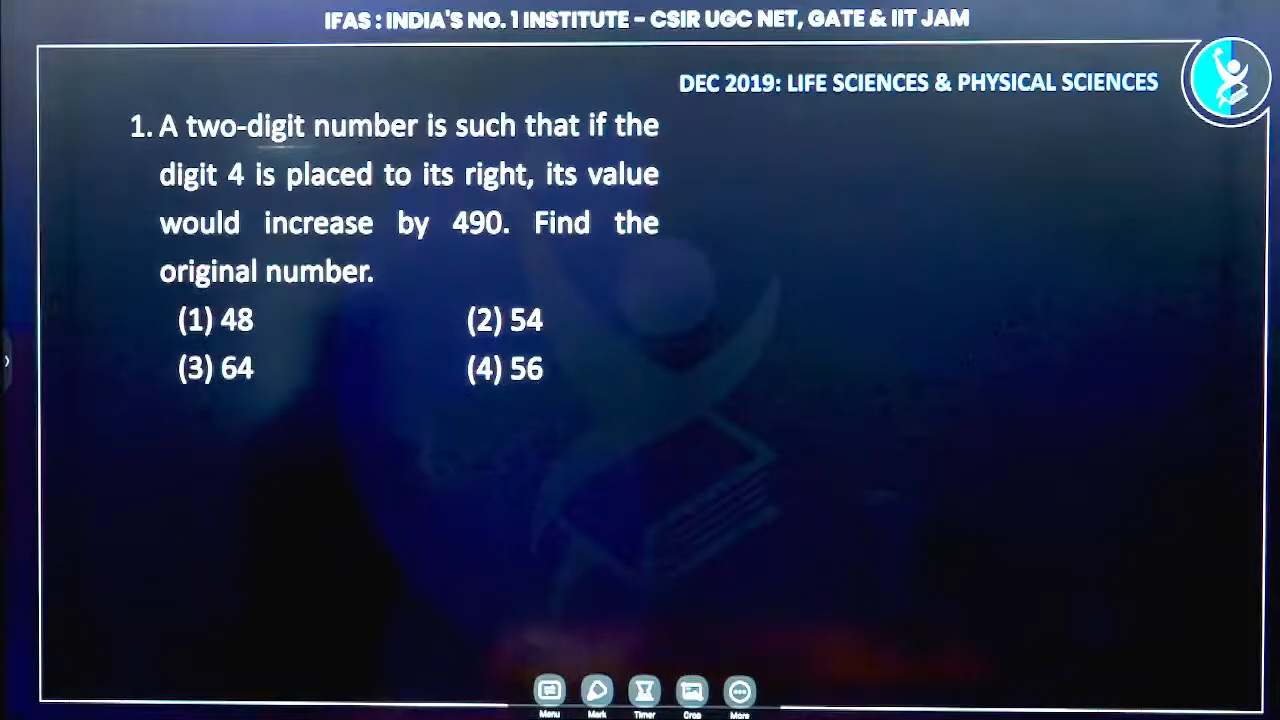 IFAS : INDIA'S NO. 1 INSTITUTE – CSIR UGC NET, GATE & IIT JAM
DEC 2019: LIFE SCIENCES & PHYSICAL SCIENCES
1. A two-digit number is such that if the
digit 4 is placed to its right, its value
would increase by 490. Find the
original number.
(1) 48 (2) 54
(3) 64 (4) 56
Menu Mark Timer Crop More